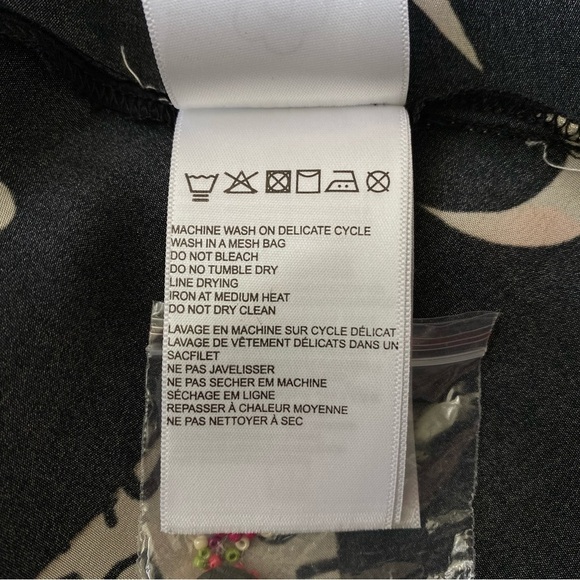 MACHINE WASH ON DELICATE CYCLE
WASH IN A MESH BAG
DO NOT BLEACH
DO NO TUMBLE DRY
LINE DRYING
IRON AT MEDIUM HEAT
DO NOT DRY CLEAN
LAVAGE EN MACHINE SUR CYCLE DÉLICAT
LAVAGE DE VÊTEMENT DÉLICATS DANS UN
SACFILET
NE PAS JAVELISSER
NE PAS SECHER EM MACHINE
SÉCHAGE EM LIGNE
REPASSER À CHALEUR MOYENNE
NE PAS NETTOYER À SEC